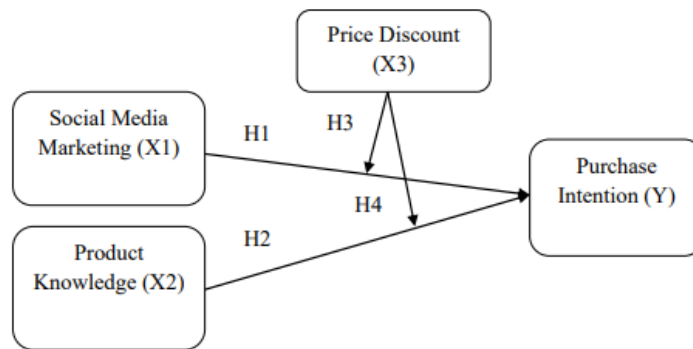 Price Discount
(X3)
Social Media
Marketing (X1)
H1
H3
Purchase
Intention (Y)
H4
Product
Knowledge (X2)
H2